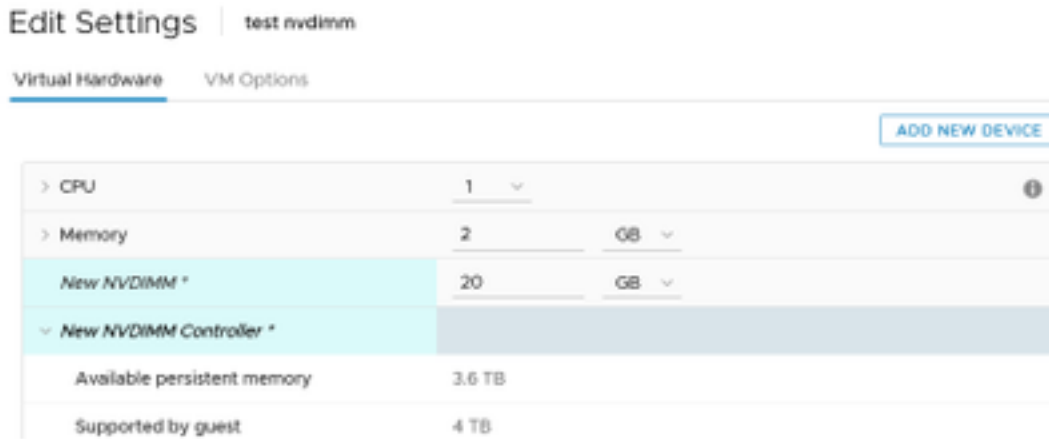 Edit Settings test nvdimm
Virtual Hardware VM Options
ADD NEW DEVICE
CPU 1
Memory 2 GB
New NVDIMM * 20 GB
New NVDIMM Controller *
Available persistent memory 3.6 TB
Supported by guest 4 TB